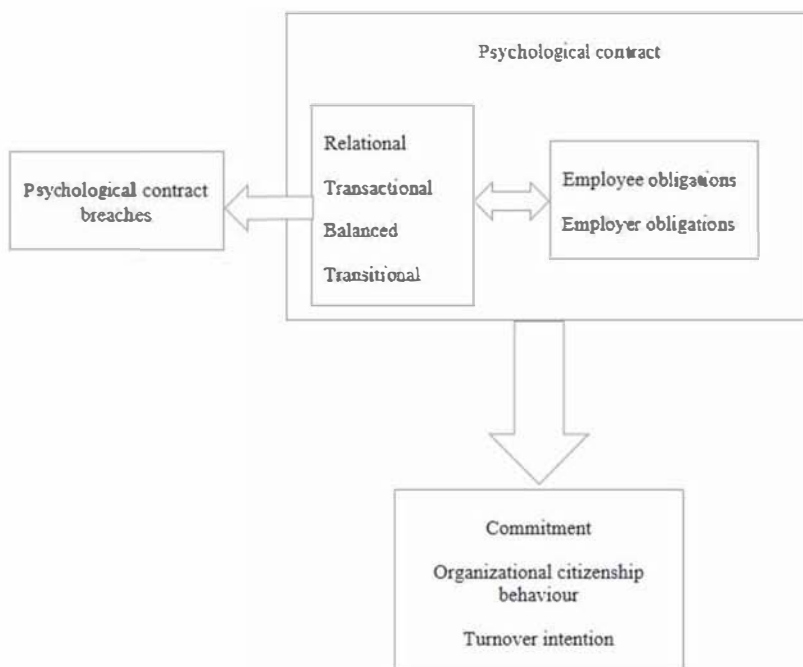 Psychological contract
Relational
Transactional
Balanced
Transitional
Employee obligations
Employer obligations
Psychological contract
breaches
Commitment
Organizational citizenship
behaviour
Turnover intention